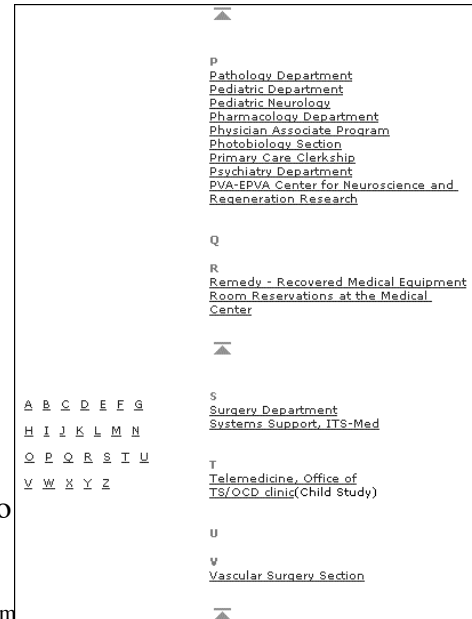 P
Pathology Department
Pediatric Department
Pediatric Neurology
Pharmacology Department
Physician Associate Program
Photobiology Section
Primary Care Clerkship
Psychiatry Department
PVA-EPVA Center for Neuroscience and
Regeneration Research
Q
R
Remedy - Recovered Medical Equipment
Room Reservations at the Medical
Center
A B C D E F G
H I J K L M N
O P Q R S T U
V W X Y Z
S
Surgery Department
Systems Support, ITS-Med
T
Telemedicine, Office of
TS/OCD clinic(Child Study)
U
V
Vascular Surgery Section